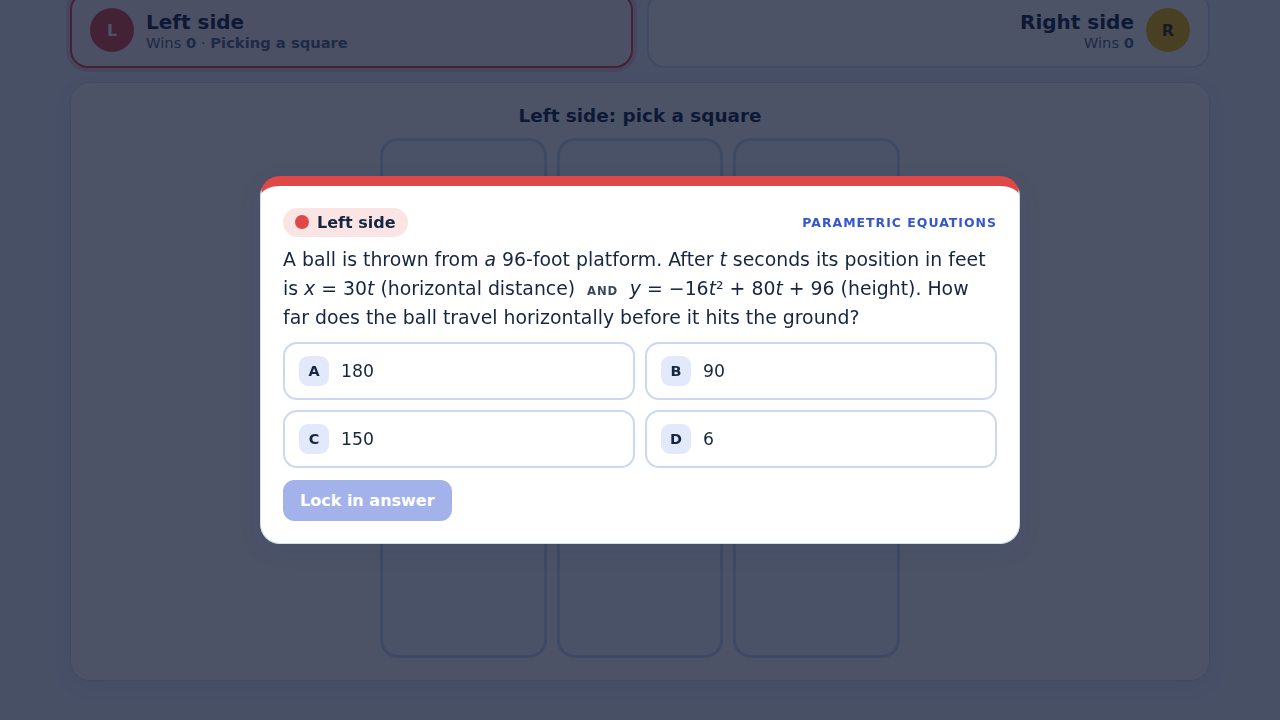 L
Left side
Wins 0 · Picking a square
Right side
Wins 0
R
Left side: pick a square
Left side
PARAMETRIC EQUATIONS
A ball is thrown from a 96-foot platform. After t seconds its position in feet
is x = 30t (horizontal distance) AND y = −16t² + 80t + 96 (height). How
far does the ball travel horizontally before it hits the ground?
A 180
B 90
C 150
D 6
Lock in answer